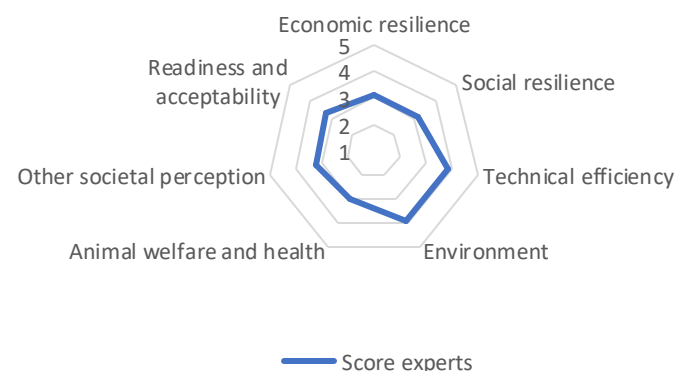 Economic resilience
5
4
3
2
1
Readiness and
acceptability
Social resilience
Other societal perception
Technical efficiency
Animal welfare and health
Environment
Score experts